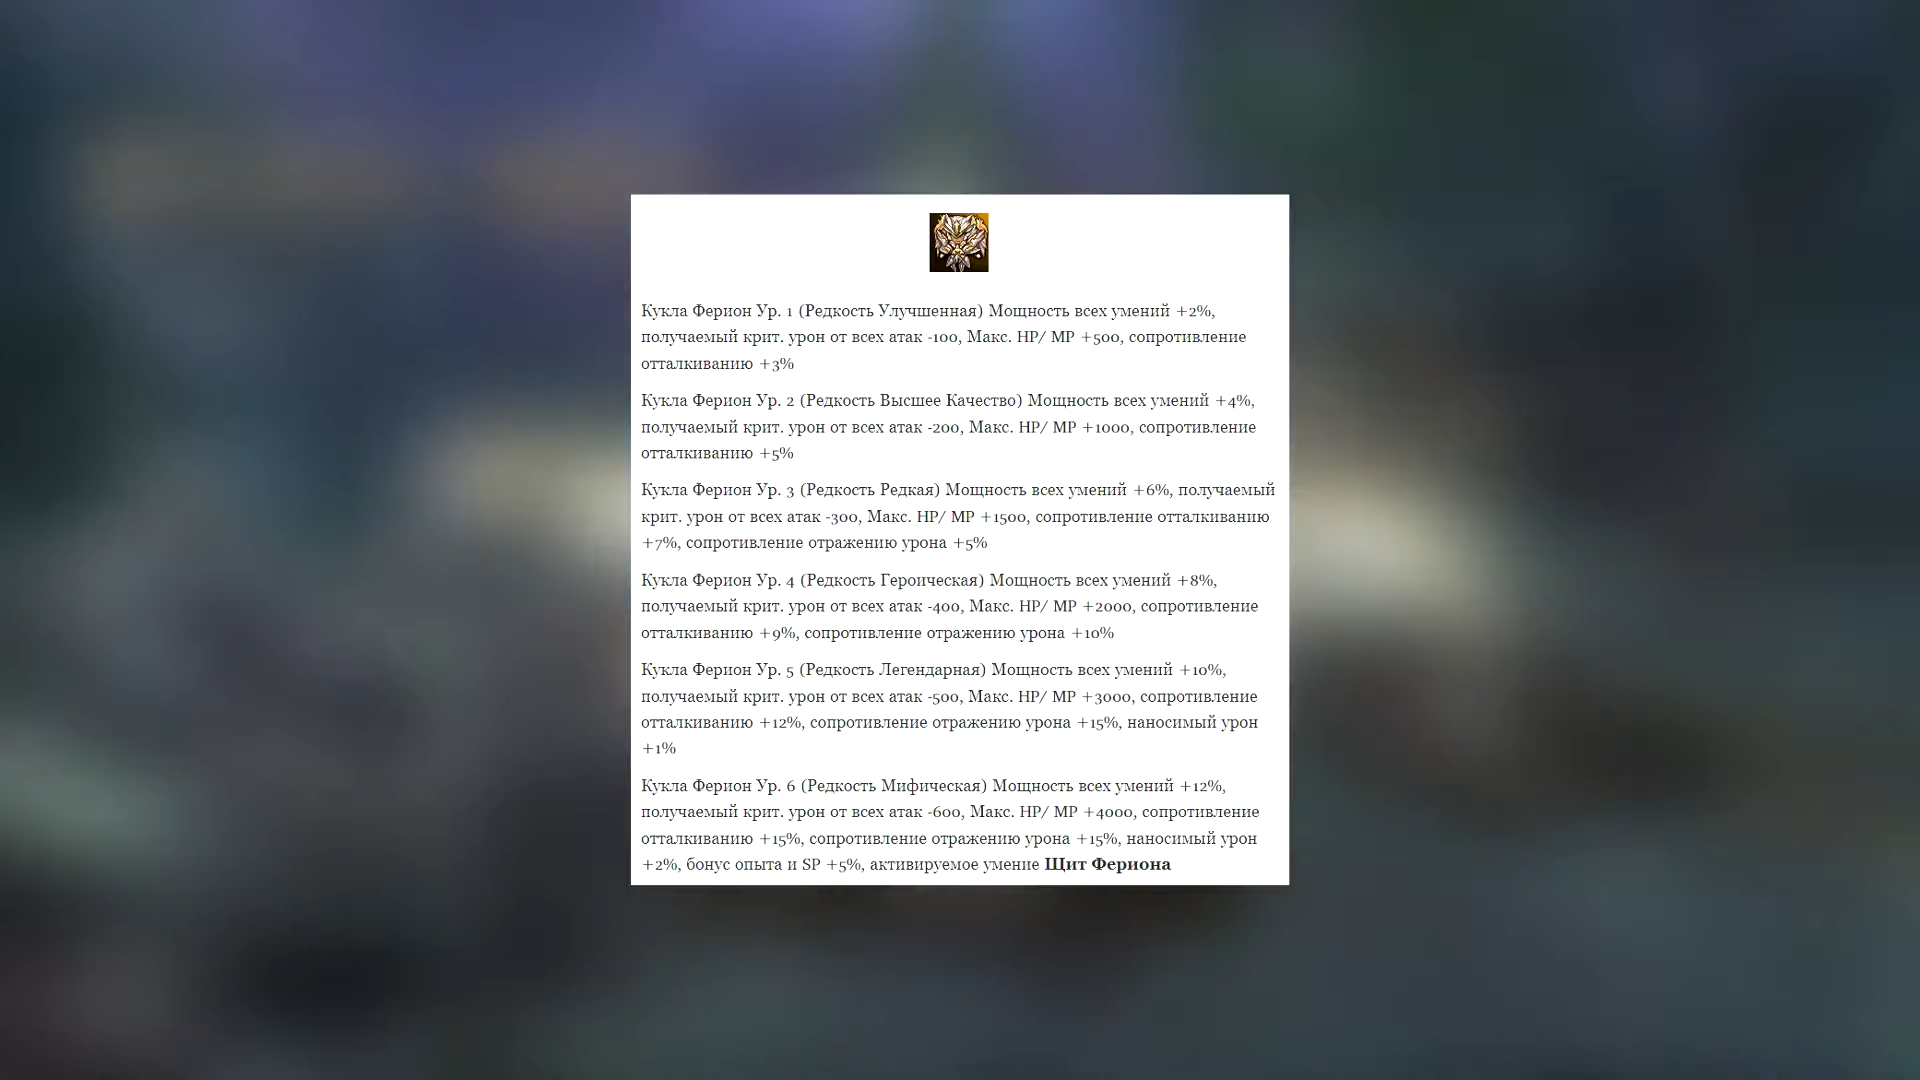 Кукла Ферион Ур. 1 (Редкость Улучшенная) Мощность всех умений +2%,
получаемый крит. урон от всех атак -100, Макс. HP/ MP +500, сопротивление
отталкиванию +3%
Кукла Ферион Ур. 2 (Редкость Высшее Качество) Мощность всех умений +4%,
получаемый крит. урон от всех атак -200, Макс. HP/ MP +1000, сопротивление
отталкиванию +5%
Кукла Ферион Ур. 3 (Редкость Редкая) Мощность всех умений +6%, получаемый
крит. урон от всех атак -300, Макс. HP/ MP +1500, сопротивление отталкиванию
+7%, сопротивление отражению урона +5%
Кукла Ферион Ур. 4 (Редкость Героическая) Мощность всех умений +8%,
получаемый крит. урон от всех атак -400, Макс. HP/ MP +2000, сопротивление
отталкиванию +9%, сопротивление отражению урона +10%
Кукла Ферион Ур. 5 (Редкость Легендарная) Мощность всех умений +10%,
получаемый крит. урон от всех атак -500, Макс. HP/ MP +3000, сопротивление
отталкиванию +12%, сопротивление отражению урона +15%, наносимый урон
+1%
Кукла Ферион Ур. 6 (Редкость Мифическая) Мощность всех умений +12%,
получаемый крит. урон от всех атак -600, Макс. HP/ MP +4000, сопротивление
отталкиванию +15%, сопротивление отражению урона +15%, наносимый урон
+2%, бонус опыта и SP +5%, активируемое умение Щит Фериона